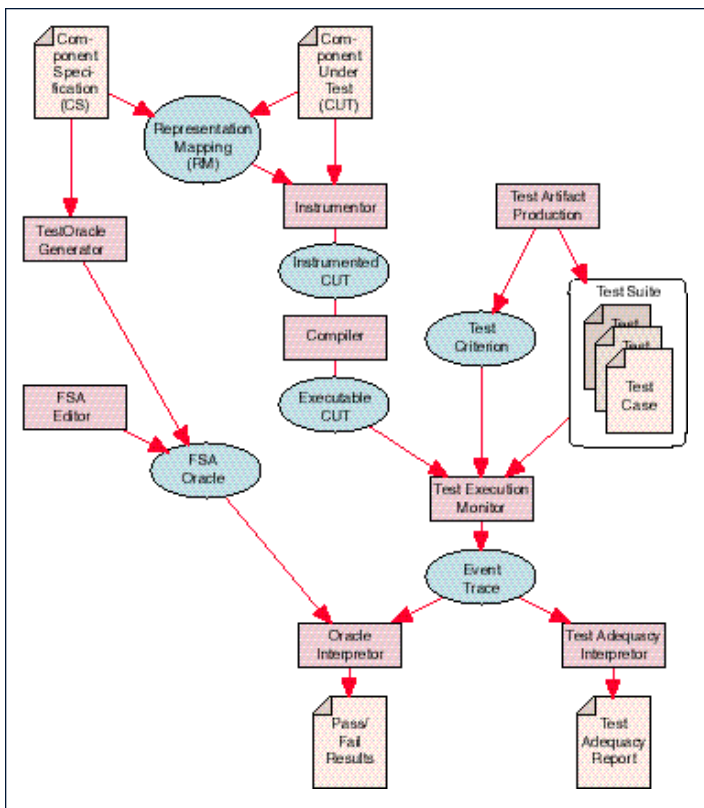 Com-
ponent
Speci-
fication
(CS)
Com-
ponent
Under
Test
(CUT)
Representation
Mapping
(RM)
Instrumentor
Test Artifact
Production
TestOracle
Generator
Instrumented
CUT
Test Suite
Test
Test
Test
Case
Compiler
Test
Criterion
FSA
Editor
Executable
CUT
FSA
Oracle
Test Execution
Monitor
Event
Trace
Oracle
Interpretor
Test Adequacy
Interpretor
Pass/
Fail
Results
Test
Adequacy
Report